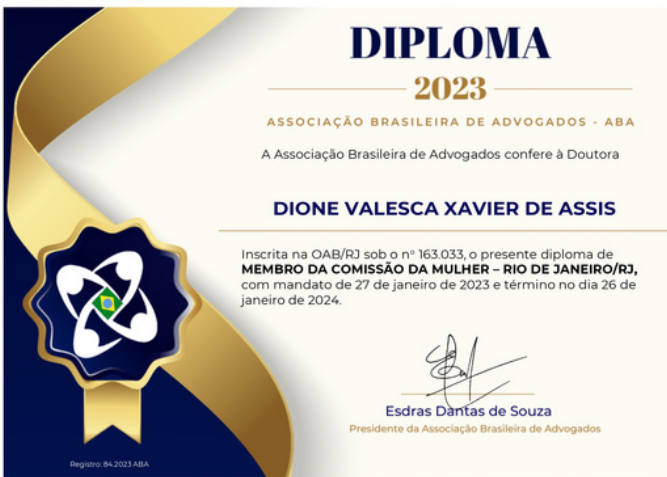 DIPLOMA
2023
ASSOCIAÇÃO BRASILEIRA DE ADVOGADOS - ABA
A Associação Brasileira de Advogados confere à Doutora
DIONE VALESCA XAVIER DE ASSIS
Inscrita na OAB/RJ sob o nº 163.033, o presente diploma de
MEMBRO DA COMISSÃO DA MULHER – RIO DE JANEIRO/RJ,
com mandato de 27 de janeiro de 2023 e término no dia 26 de
janeiro de 2024.
Esdras Dantas de Souza
Presidente da Associação Brasileira de Advogados
Registro: 84.2023 ABA